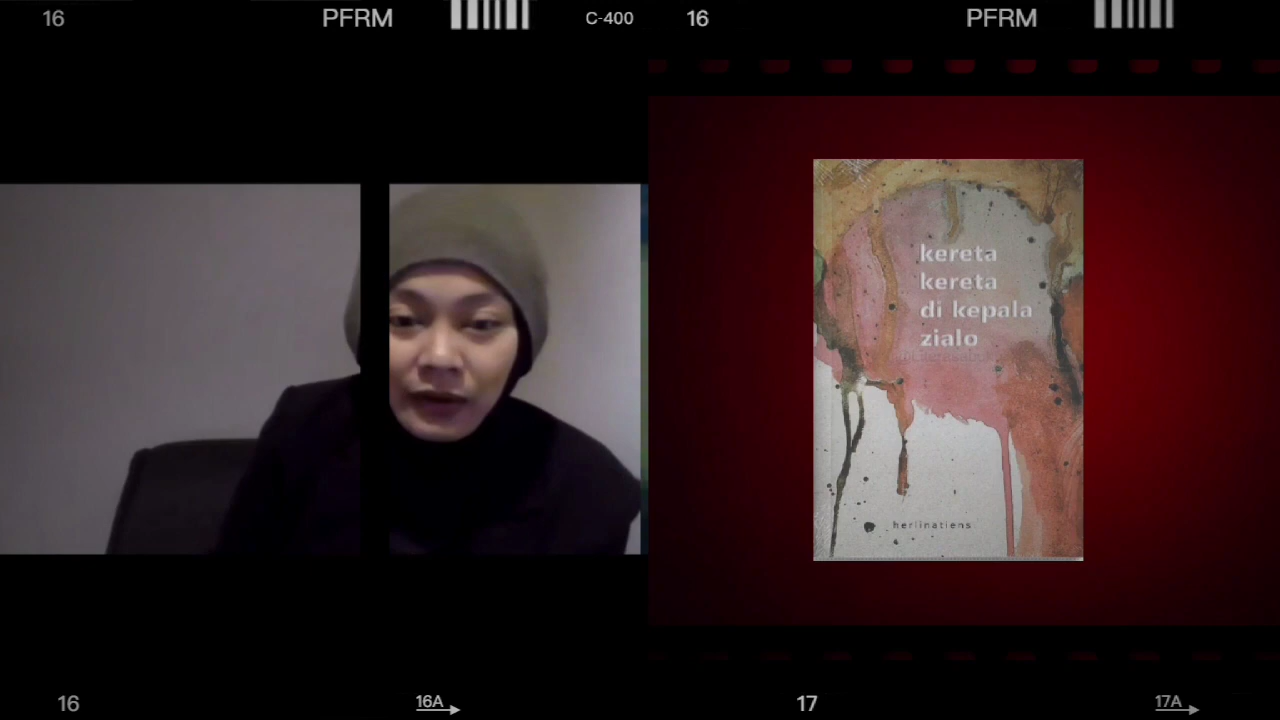 16 PFRM C-400 16 PFRM
kereta
kereta
di kepala
zialo
herlinatiens
16 16A 17 17A